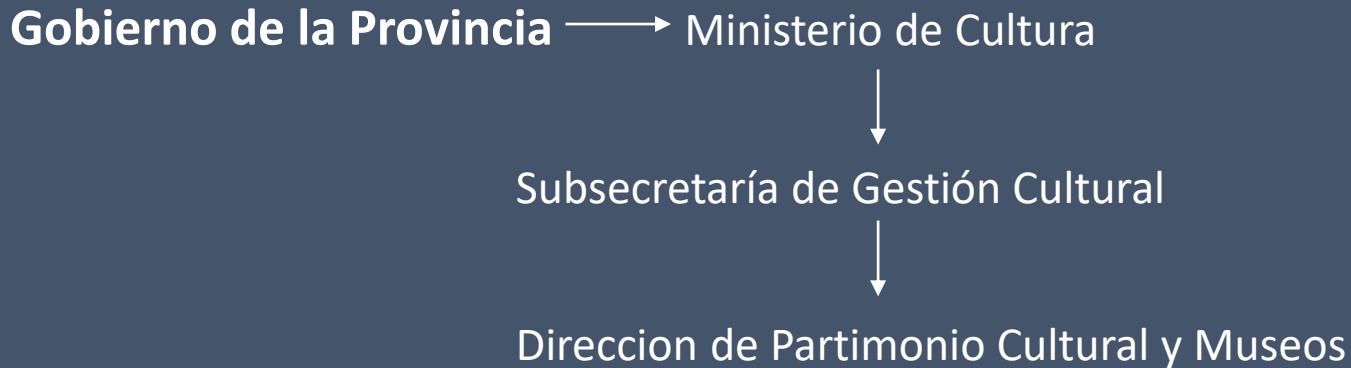 Gobierno de la Provincia Ministerio de Cultura
Subsecretaría de Gestión Cultural
Direccion de Partimonio Cultural y Museos